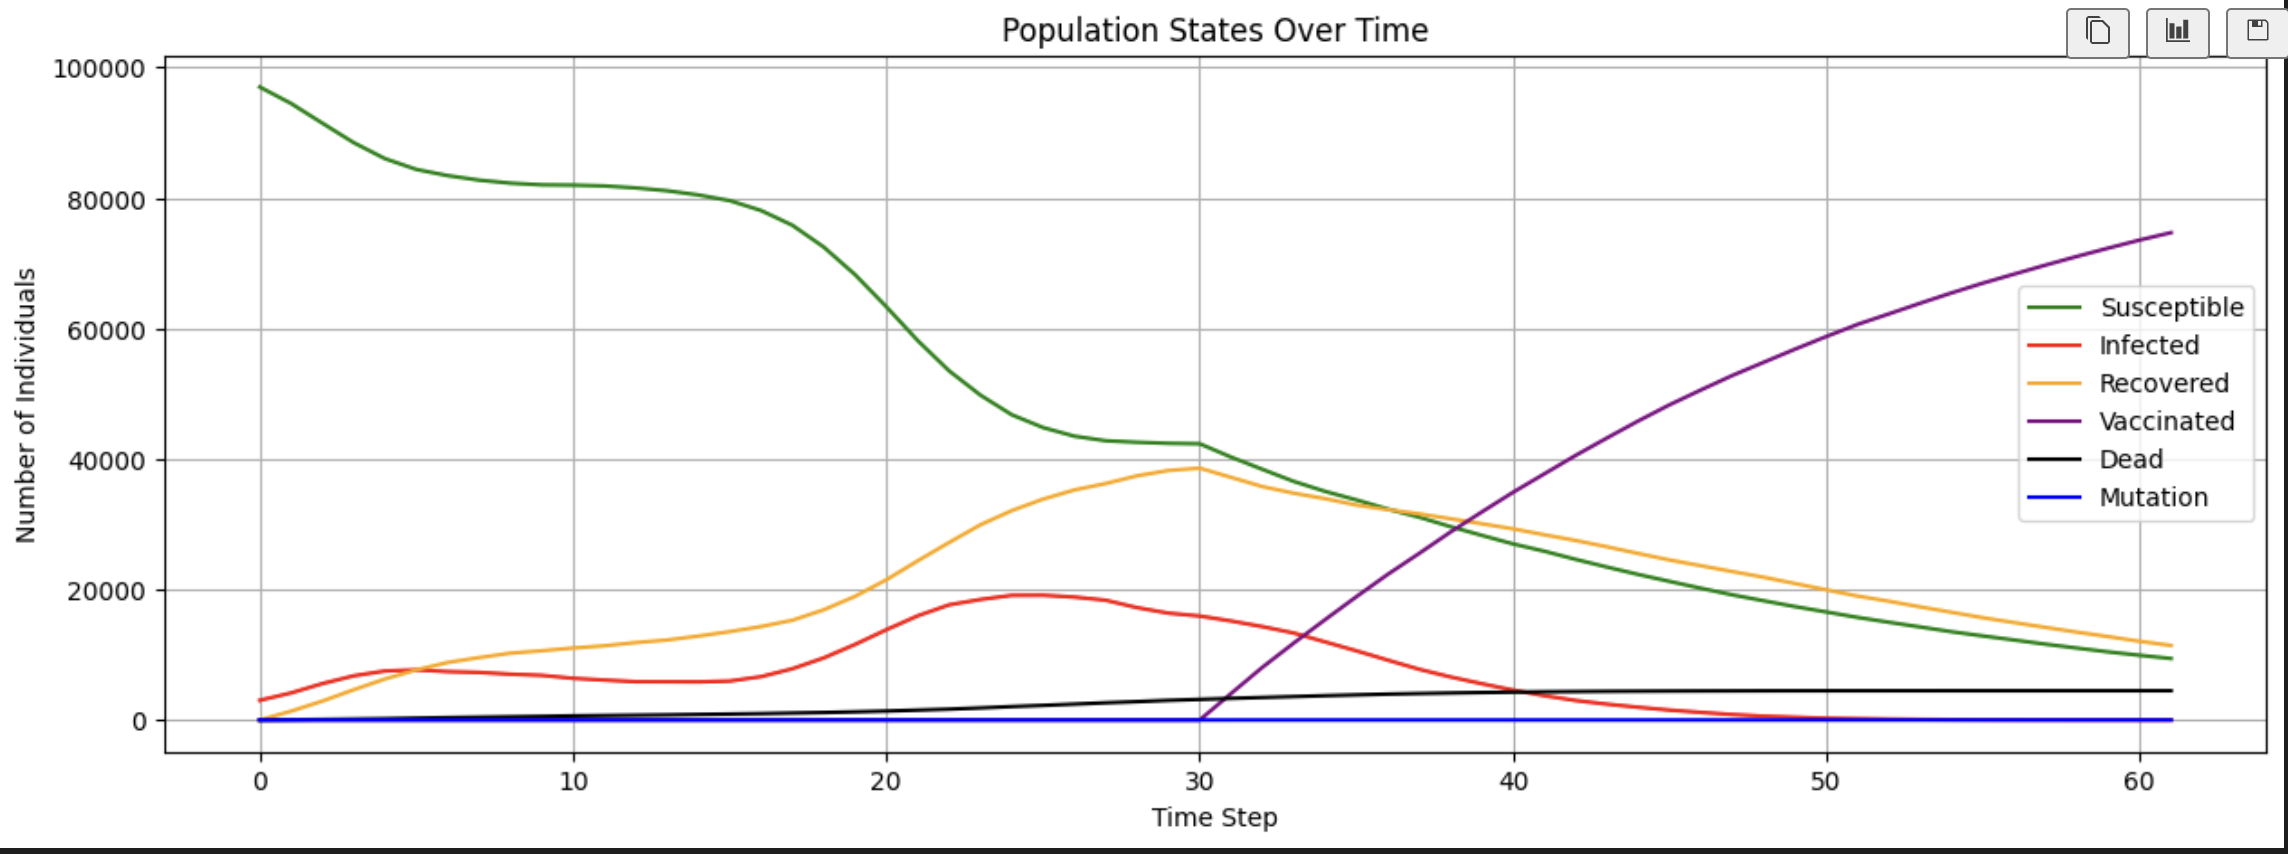 Population States Over Time
100000
80000
60000
40000
20000
0
Number of Individuals
0 10 20 30 40 50 60
Time Step
Susceptible
Infected
Recovered
Vaccinated
Dead
Mutation